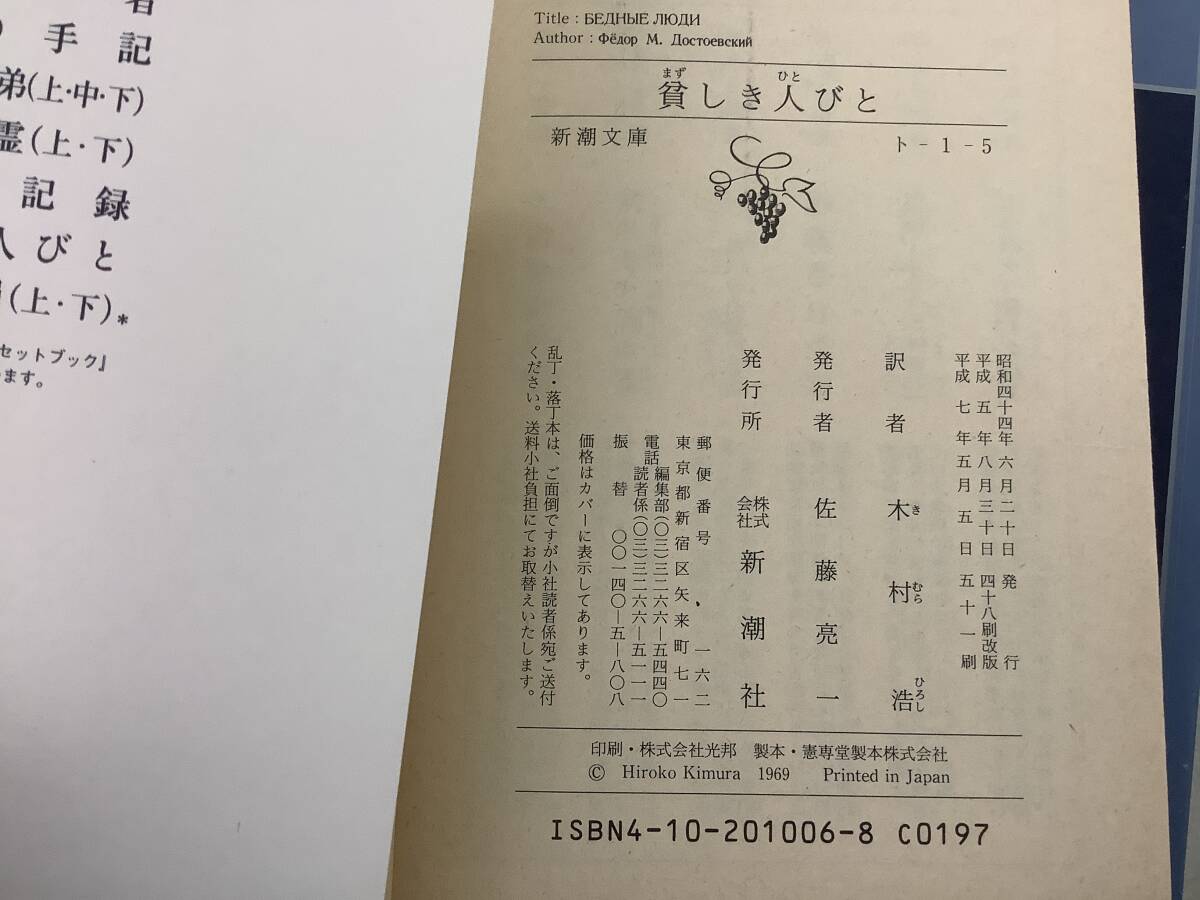 者
手記
弟(上・中・下)
霊(上・下)
記録
人びと
(上・下)*
セットブック』
ます。
Title : БЕДНЫЕ ЛЮДИ
Author : Фёдор М. Достоевский
まず ひと
貧しき人びと
新潮文庫 ト-1-5
昭和四十四年六月二十日 発行
平成五年八月三十日 四十八刷改版
平成七年五月五日 五十一刷
訳者 木村浩
き むら ひろし
発行者 佐藤亮一
発行所 株式会社 新潮社
郵便番号 一六二
東京都新宿区矢来町七一
電話 編集部(〇三)三二六六―五四四〇
読者係(〇三)三二六六―五一一一
振替 〇〇一四〇―五―八〇八
価格はカバーに表示してあります。
乱丁・落丁本は、ご面倒ですが小社読者係宛ご送付
ください。送料小社負担にてお取替えいたします。
印刷・株式会社光邦 製本・憲専堂製本株式会社
© Hiroko Kimura 1969 Printed in Japan
ISBN4-10-201006-8 C0197